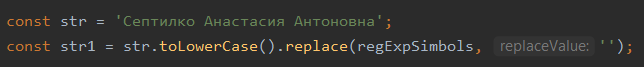 const str = 'Септилко Анастасия Антоновна';
const str1 = str.toLowerCase().replace(regExpSimbols, replaceValue: '');